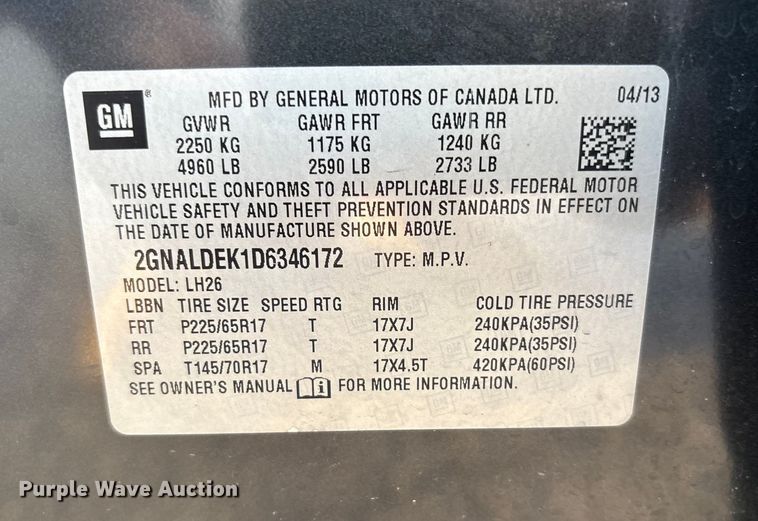 GM ® MFD BY GENERAL MOTORS OF CANADA LTD. 04/13
GVWR GAWR FRT GAWR RR
2250 KG 1175 KG 1240 KG
4960 LB 2590 LB 2733 LB
THIS VEHICLE CONFORMS TO ALL APPLICABLE U.S. FEDERAL MOTOR
VEHICLE SAFETY AND THEFT PREVENTION STANDARDS IN EFFECT ON
THE DATE OF MANUFACTURE SHOWN ABOVE.
2GNALDEK1D6346172 TYPE: M.P.V.
MODEL: LH26
LBBN TIRE SIZE SPEED RTG RIM COLD TIRE PRESSURE
FRT P225/65R17 T 17X7J 240KPA(35PSI)
RR P225/65R17 T 17X7J 240KPA(35PSI)
SPA T145/70R17 M 17X4.5T 420KPA(60PSI)
SEE OWNER'S MANUAL i FOR MORE INFORMATION.
Purple Wave Auction